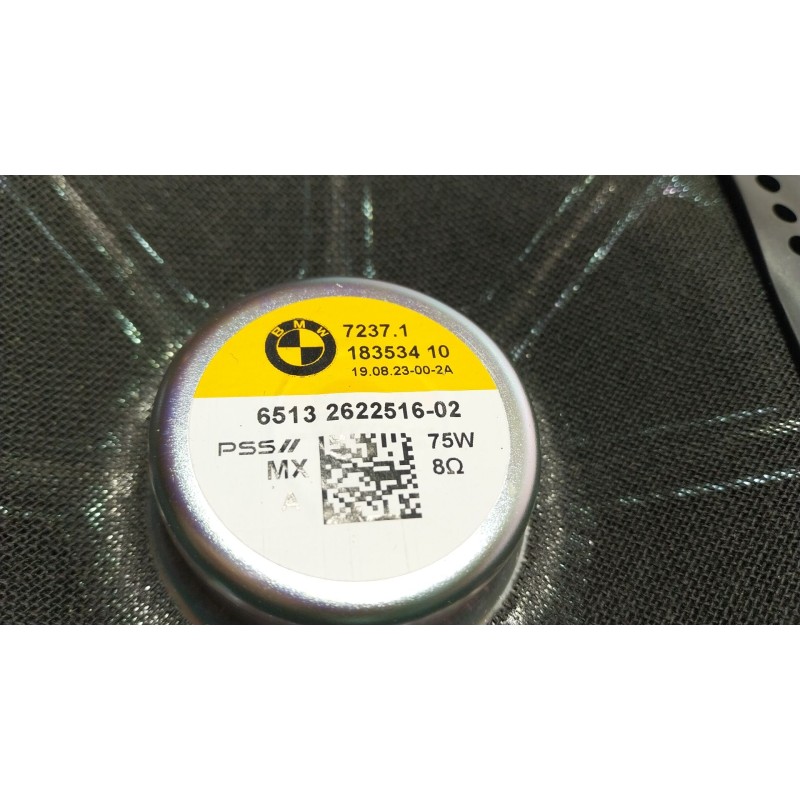 BMW
7237.1
183534 10
19.08.23-00-2A
6513 2622516-02
PSS//
75W
MX
8Ω